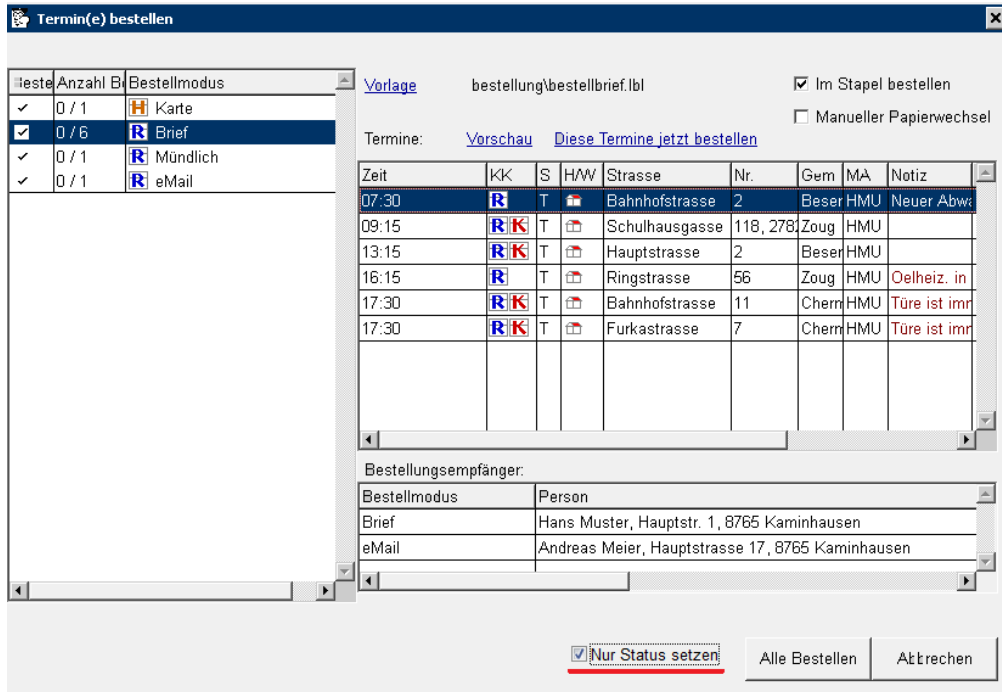 Termin(e) bestellen
Anzahl Bestellmodus
0 / 1 H Karte
0 / 6 R Brief
0 / 1 R Mündlich
0 / 1 R eMail
Vorlage bestellung\bestellbrief.lbl
Im Stapel bestellen
Manueller Papierwechsel
Termine: Vorschau Diese Termine jetzt bestellen
Zeit KK S H/W Strasse Nr. Gem MA Notiz
07:30 R T Bahnhofstrasse 2 Beser HMU Neuer Abwa
09:15 R K T Schulhausgasse 118, 278 Zoug HMU
13:15 R K T Hauptstrasse 2 Beser HMU
16:15 R T Ringstrasse 56 Zoug HMU Oelheiz. in
17:30 R K T Bahnhofstrasse 11 Chern HMU Türe ist imm
17:30 R K T Furkastrasse 7 Chern HMU Türe ist imm
Bestellungsempfänger:
Bestellmodus Person
Brief Hans Muster, Hauptstr. 1, 8765 Kaminhausen
eMail Andreas Meier, Hauptstrasse 17, 8765 Kaminhausen
Nur Status setzen Alle Bestellen Abbrechen